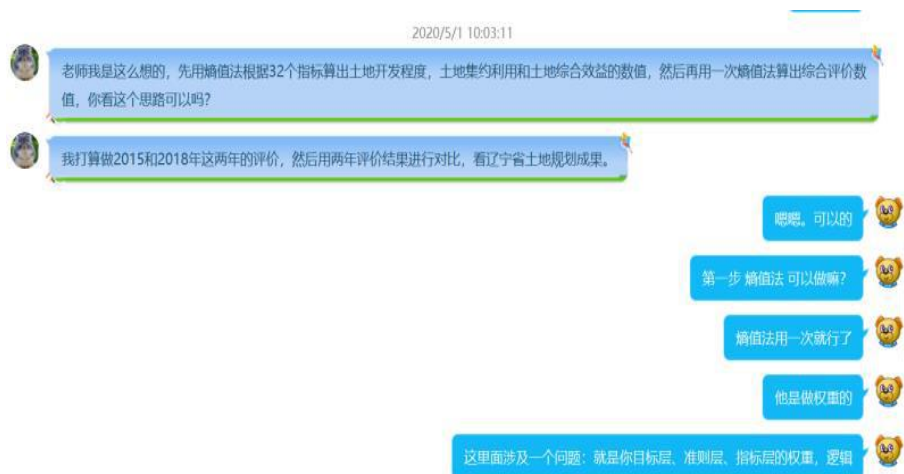 2020/5/1 10:03:11
老师我是这么想的，先用熵值法根据32个指标算出土地开发程度，土地集约利用和土地综合效益的数值，然后再用一次熵值法算出综合评价数
值，你看这个思路可以吗？
我打算做2015和2018年这两年的评价，然后用两年评价结果进行对比，看辽宁省土地规划成果。
嗯嗯。可以的
第一步 熵值法 可以做嘛？
熵值法用一次就行了
他是做权重的
这里面涉及一个问题：就是你目标层、准则层、指标层的权重，逻辑